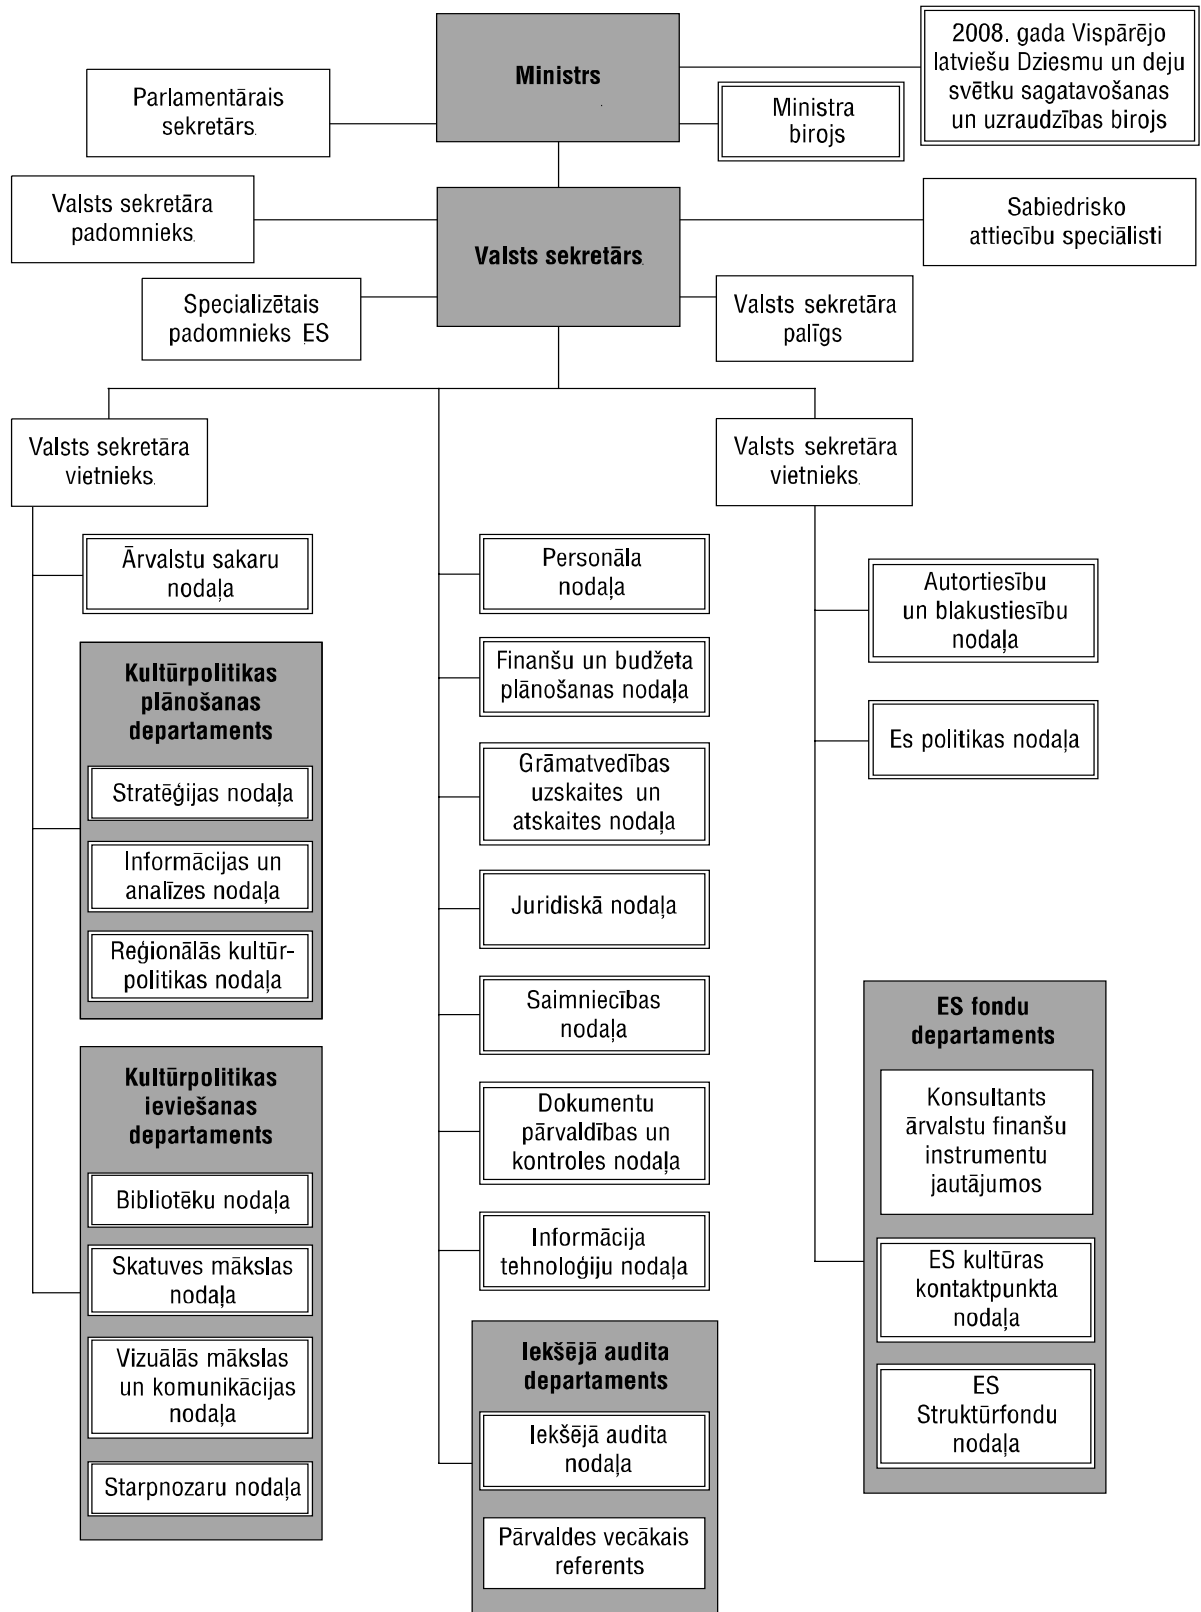 Ministrs
2008. gada Vispārējo
latviešu Dziesmu un deju
svētku sagatavošanas
un uzraudzības birojs
Parlamentārais
sekretārs
Ministra
birojs
Valsts sekretāra
padomnieks
Valsts sekretārs
Sabiedrisko
attiecību speciālisti
Specializētais
padomnieks ES
Valsts sekretāra
palīgs
Valsts sekretāra
vietnieks
Valsts sekretāra
vietnieks
Ārvalstu sakaru
nodaļa
Kultūrpolitikas
plānošanas
departaments
Stratēģijas nodaļa
Informācijas un
analīzes nodaļa
Reģionālās kultūr-
politikas nodaļa
Kultūrpolitikas
ieviešanas
departaments
Bibliotēku nodaļa
Skatuves mākslas
nodaļa
Vizuālās mākslas
un komunikācijas
nodaļa
Starpnozaru nodaļa
Personāla
nodaļa
Finanšu un budžeta
plānošanas nodaļa
Grāmatvedības
uzskaites un
atskaites nodaļa
Juridiskā nodaļa
Saimniecības
nodaļa
Dokumentu
pārvaldības un
kontroles nodaļa
Informācija
tehnoloģiju nodaļa
Iekšējā audita
departaments
Iekšējā audita
nodaļa
Pārvaldes vecākais
referents
Autortiesību
un blakustiesību
nodaļa
Es politikas nodaļa
ES fondu
departaments
Konsultants
ārvalstu finanšu
instrumentu
jautājumos
ES kultūras
kontaktpunkta
nodaļa
ES
Struktūrfondu
nodaļa